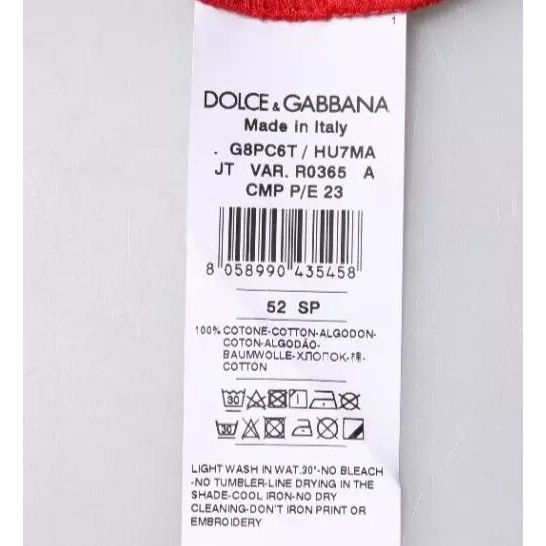 1
DOLCE & GABBANA
Made in Italy
. G8PC6T / HU7MA
JT VAR. R0365 A
CMP P/E 23
8 058990 435458
52 SP
100% COTONE-COTTON-ALGODON-
COTON-ALGODÃO-
BAUMWOLLE-ХЛОПОК-棉-
COTTON
30
30
LIGHT WASH IN WAT.30°-NO BLEACH
-NO TUMBLER-LINE DRYING IN THE
SHADE-COOL IRON-NO DRY
CLEANING-DON'T IRON PRINT OR
EMBROIDERY